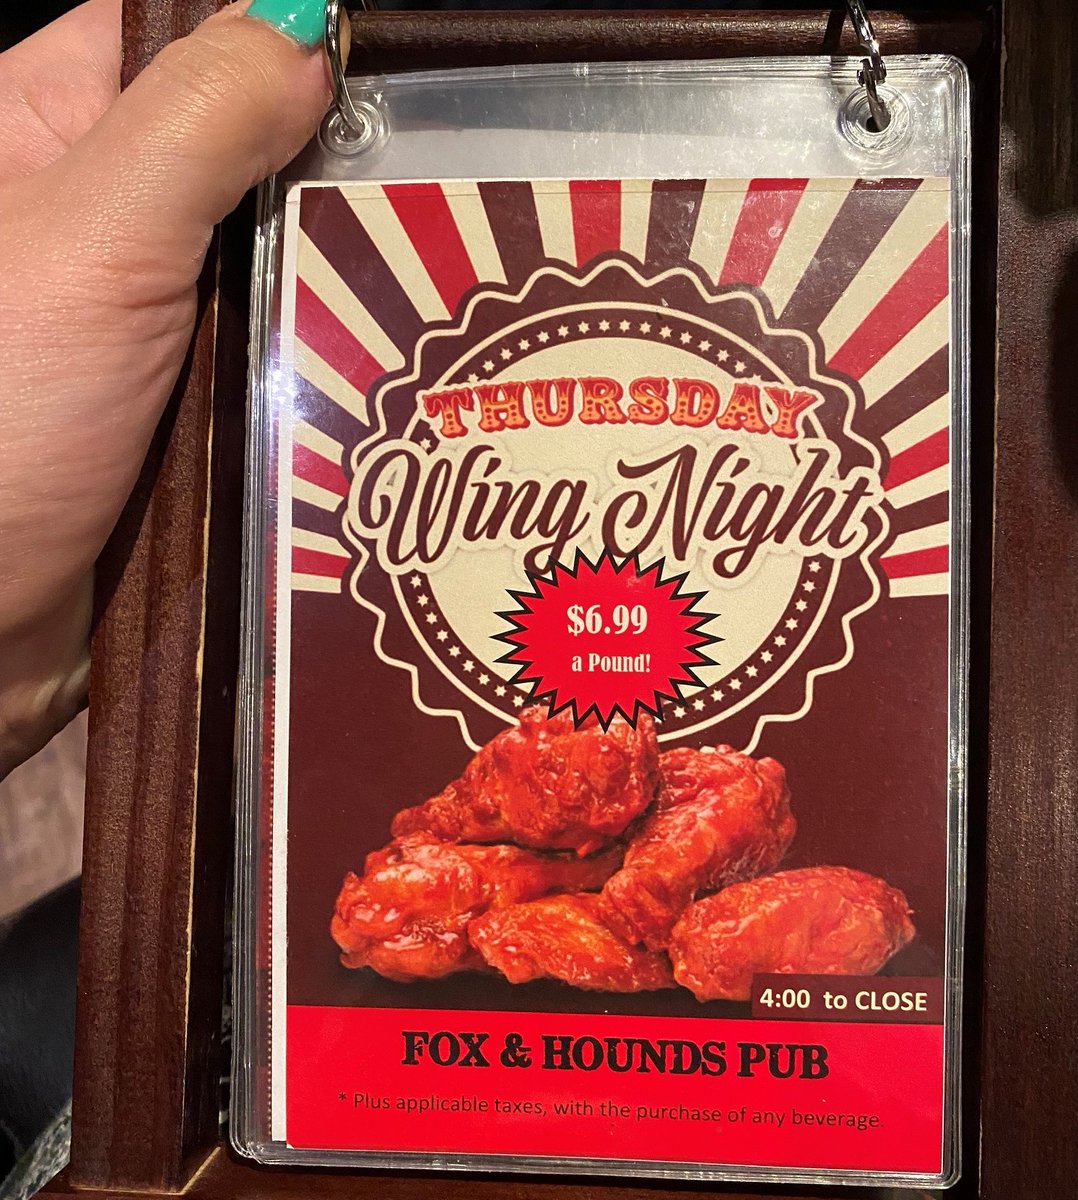 THURSDAY
Wing Night
$6.99
a Pound!
4:00 to CLOSE
FOX & HOUNDS PUB
* Plus applicable taxes, with the purchase of any beverage.